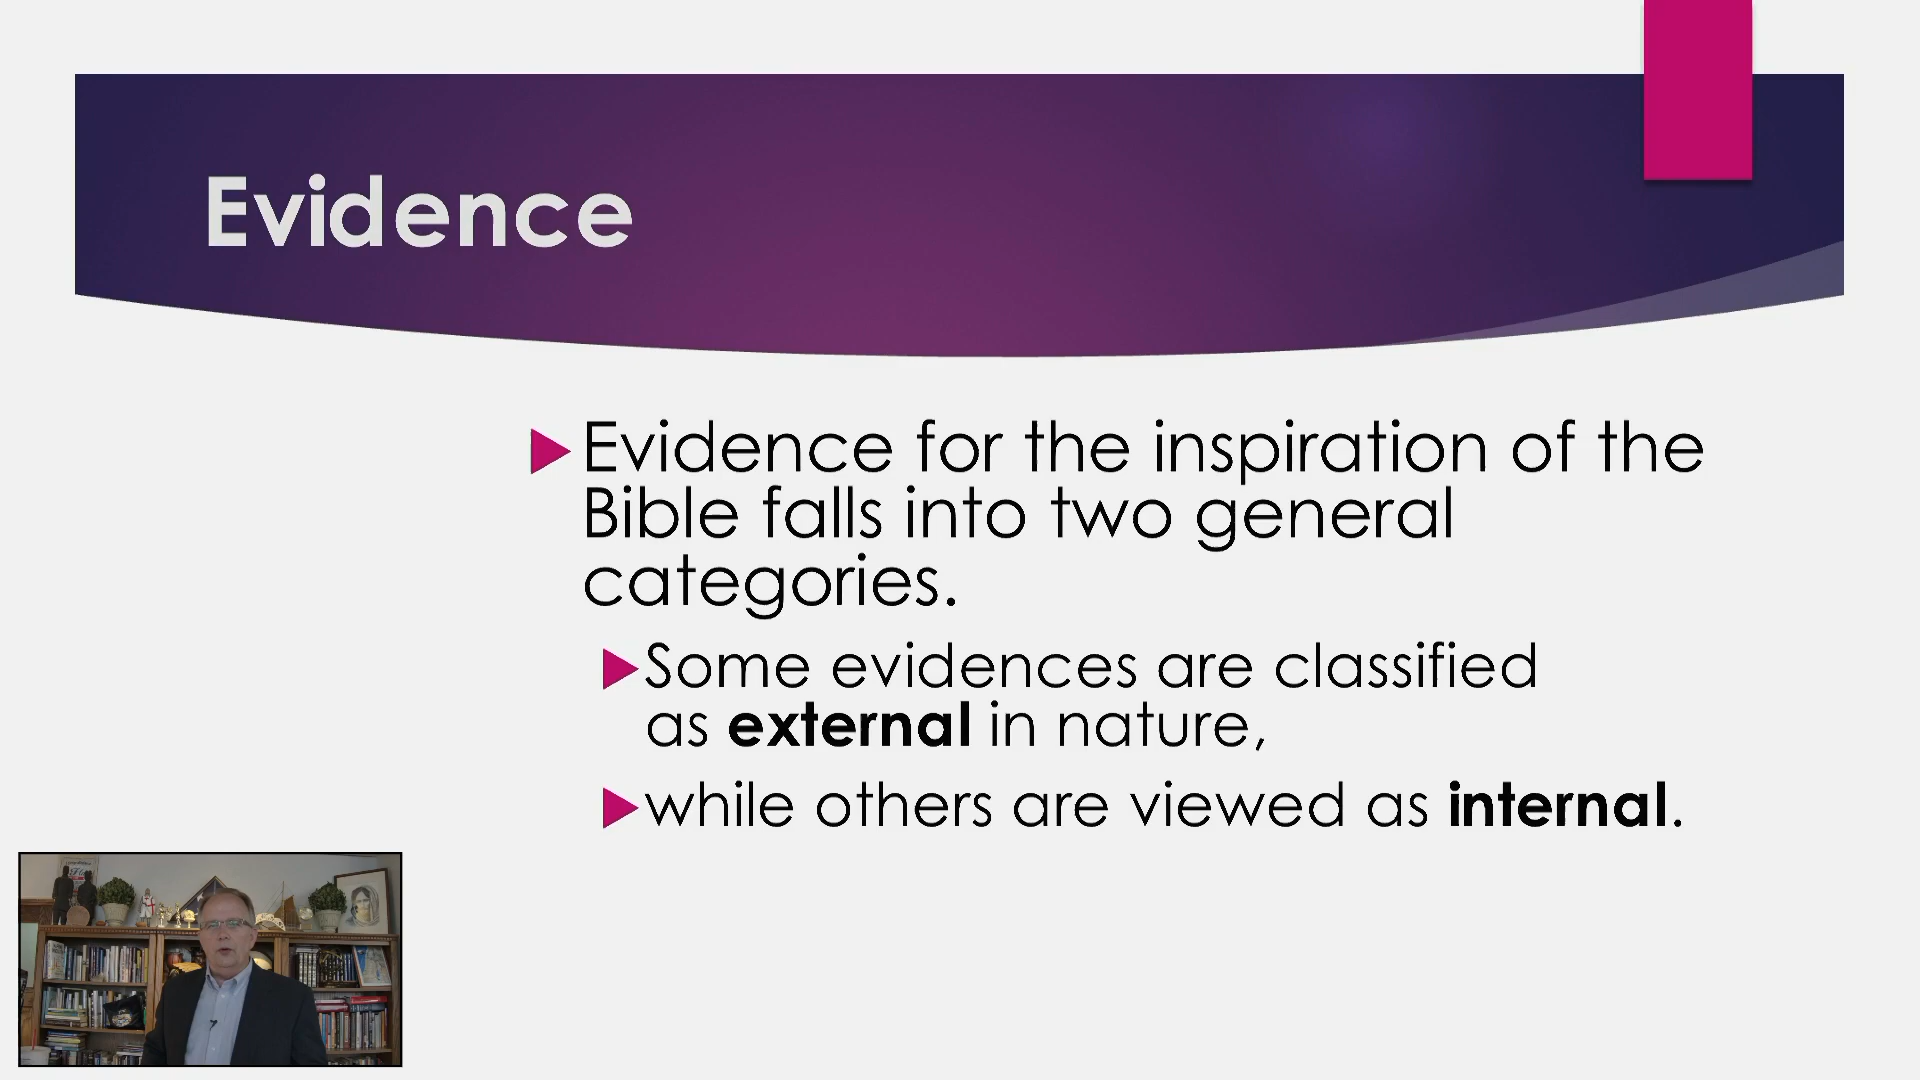 Evidence
Evidence for the inspiration of the
Bible falls into two general
categories.
Some evidences are classified
as external in nature,
while others are viewed as internal.